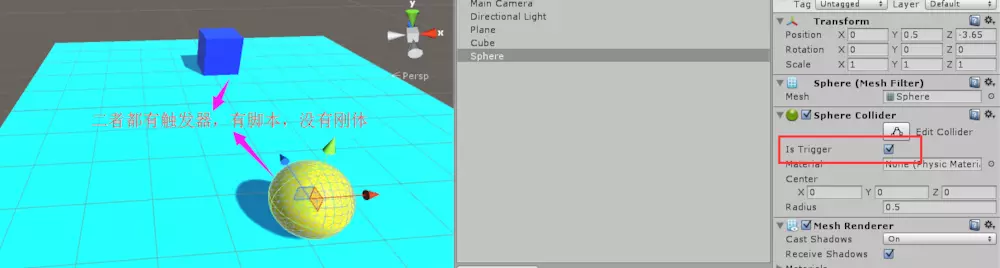 Main Camera
Directional Light
Plane
Cube
Sphere
y
x
Persp
二者都有触发器，有脚本，没有刚体
Tag Untagged Layer Default
Transform
Position X 0 Y 0.5 Z -3.65
Rotation X 0 Y 0 Z 0
Scale X 1 Y 1 Z 1
Sphere (Mesh Filter)
Mesh Sphere
Sphere Collider
Edit Collider
Is Trigger
Material None (Physic Materia
Center
X 0 Y 0 Z 0
Radius 0.5
Mesh Renderer
Cast Shadows On
Receive Shadows
Materials